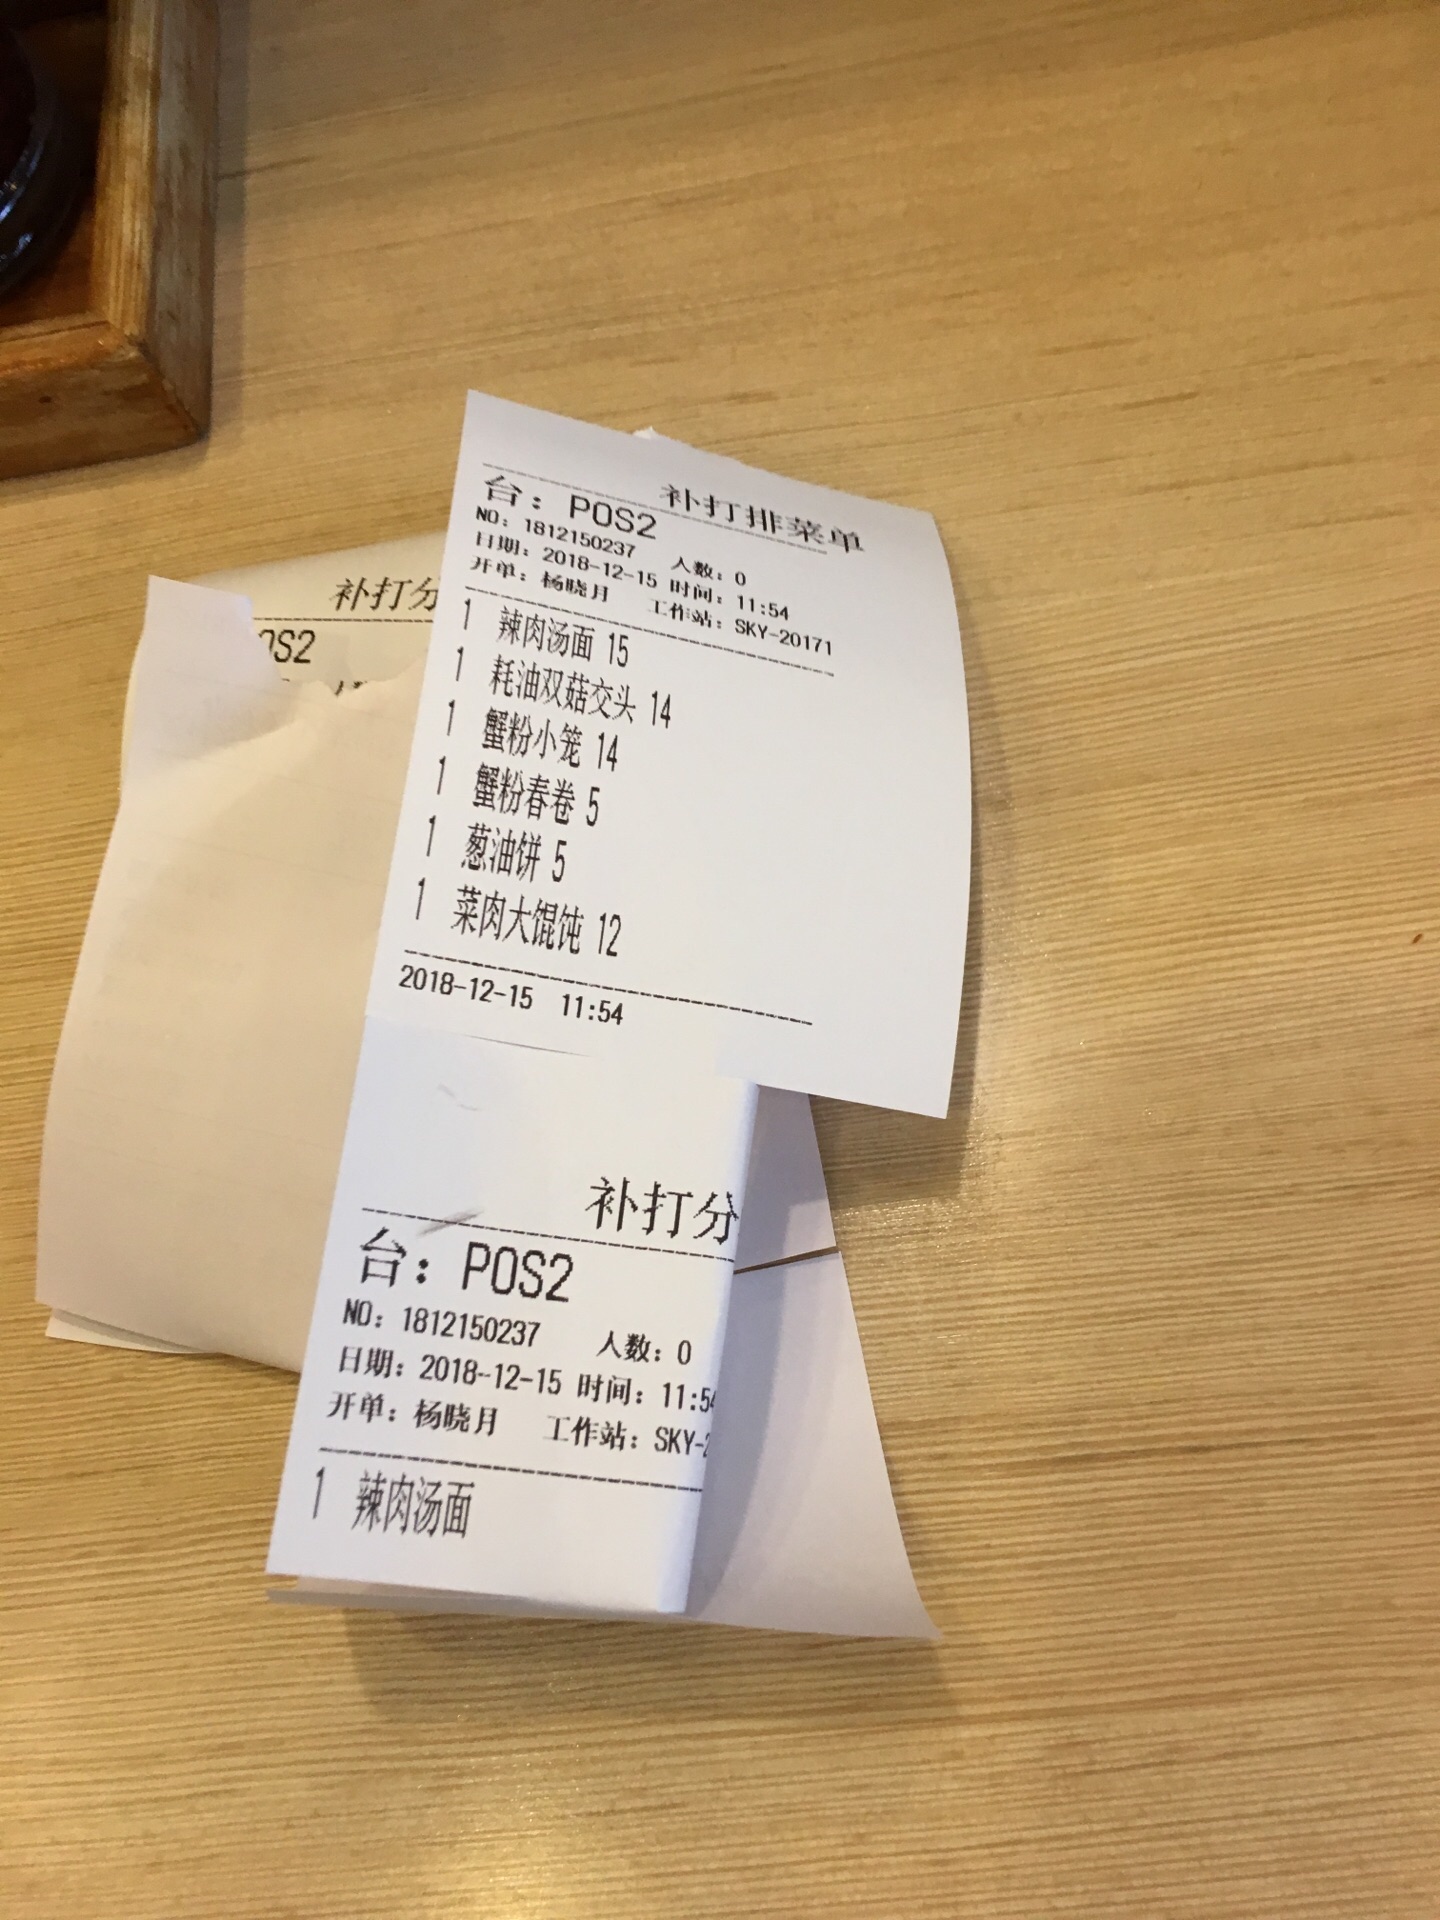 补打排菜单
台：POS2
NO：1812150237 人数：0
日期：2018-12-15 时间：11:54
开单：杨晓月 工作站：SKY-20171
1 辣肉汤面 15
1 耗油双菇交头 14
1 蟹粉小笼 14
1 蟹粉春卷 5
1 葱油饼 5
1 菜肉大馄饨 12
2018-12-15 11:54
补打分
OS2
补打分
台：POS2
NO：1812150237 人数：0
日期：2018-12-15 时间：11:54
开单：杨晓月 工作站：SKY-2
1 辣肉汤面